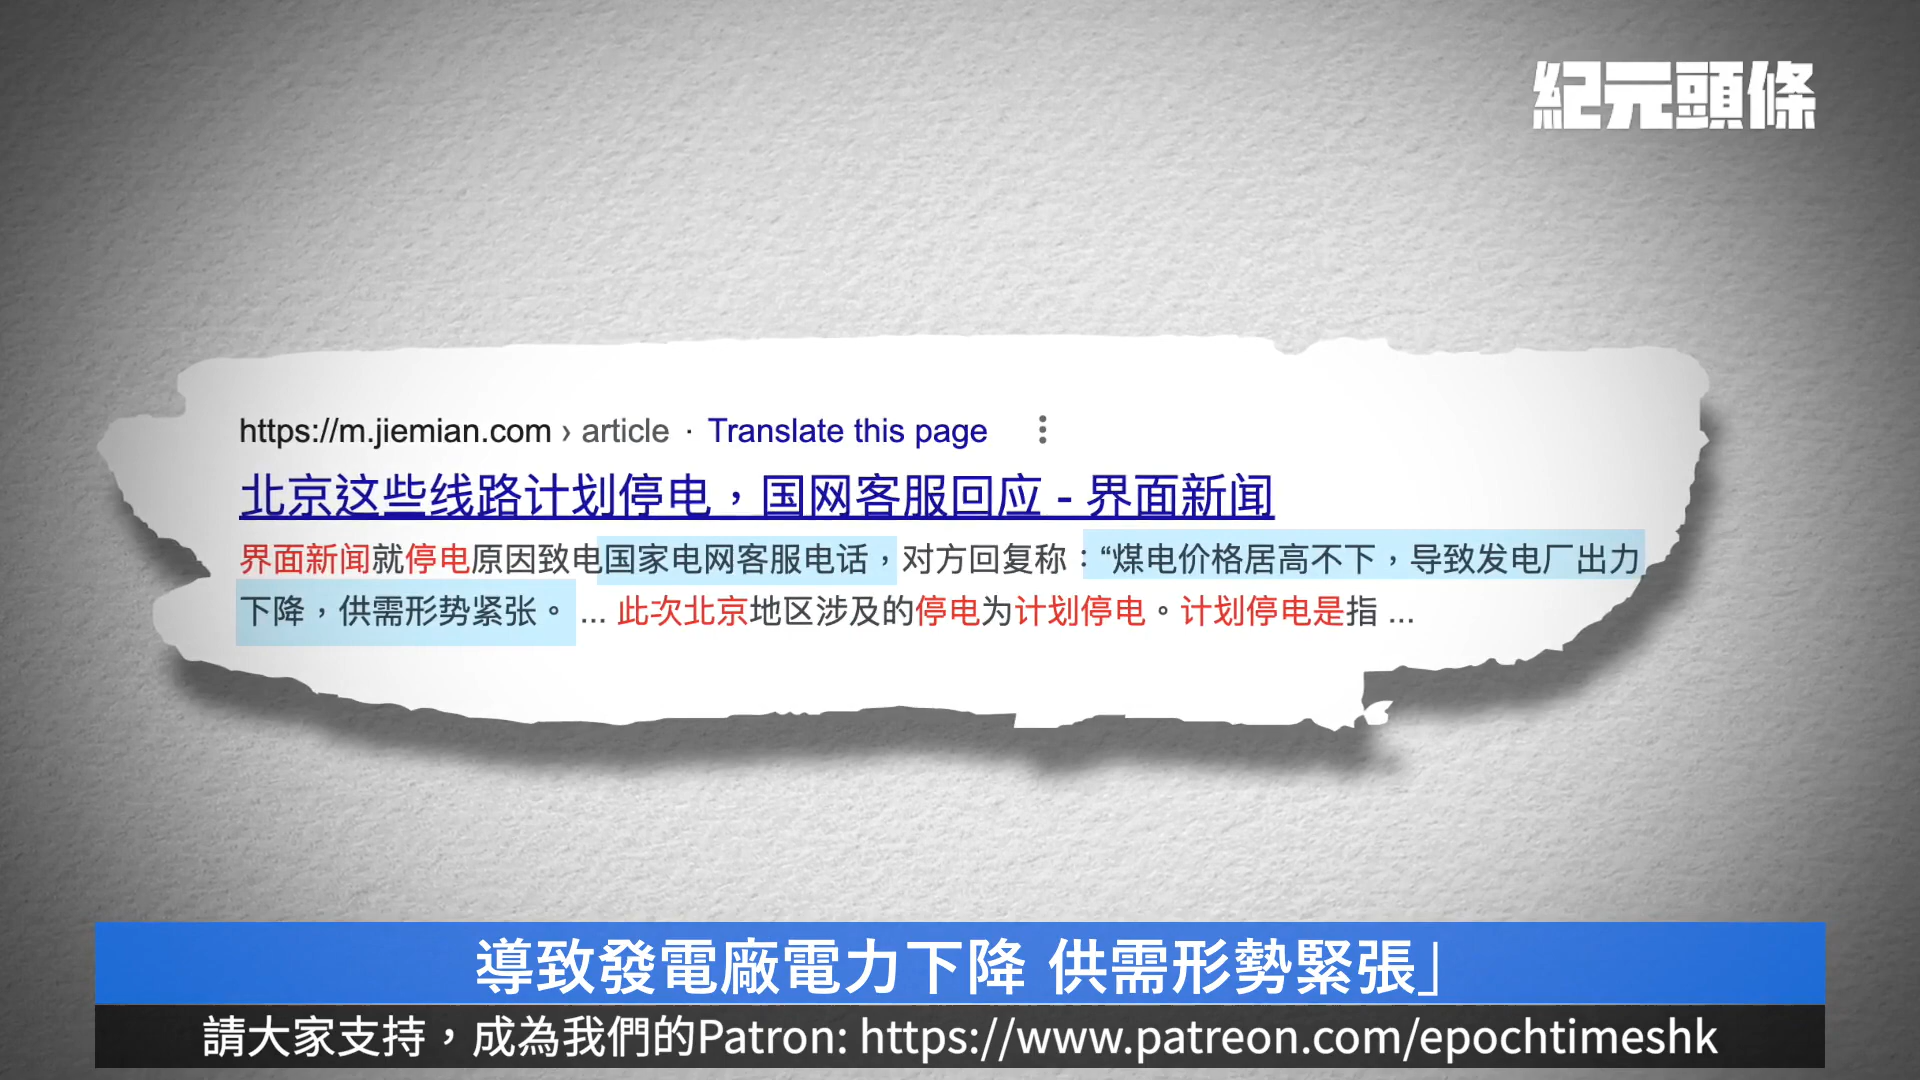 紀元頭條
https://m.jiemian.com › article · Translate this page
北京这些线路计划停电，国网客服回应 - 界面新闻
界面新闻就停电原因致电国家电网客服电话，对方回复称：“煤电价格居高不下，导致发电厂出力
下降，供需形势紧张。 ... 此次北京地区涉及的停电为计划停电。计划停电是指 ...
導致發電廠電力下降 供需形勢緊張」
請大家支持，成為我們的Patron: https://www.patreon.com/epochtimeshk